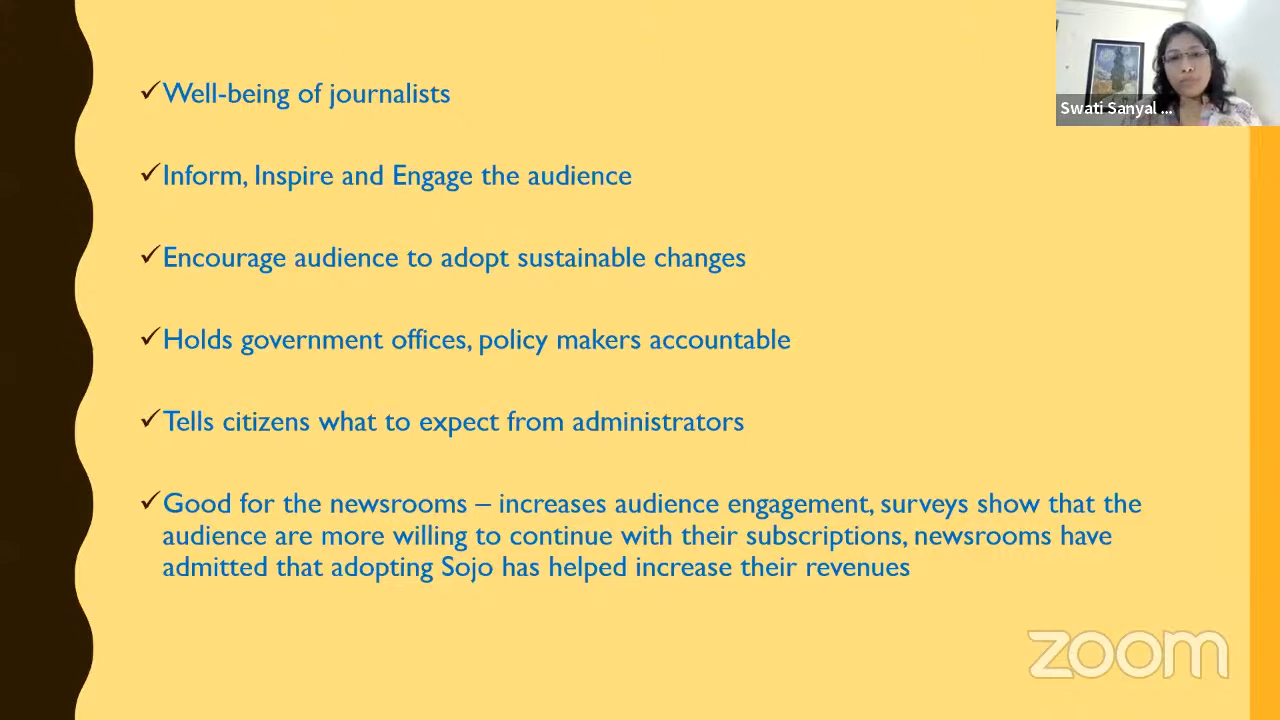 Swati Sanyal ...
✓Well-being of journalists
✓Inform, Inspire and Engage the audience
✓Encourage audience to adopt sustainable changes
✓Holds government offices, policy makers accountable
✓Tells citizens what to expect from administrators
✓Good for the newsrooms – increases audience engagement, surveys show that the
audience are more willing to continue with their subscriptions, newsrooms have
admitted that adopting Sojo has helped increase their revenues
zoom